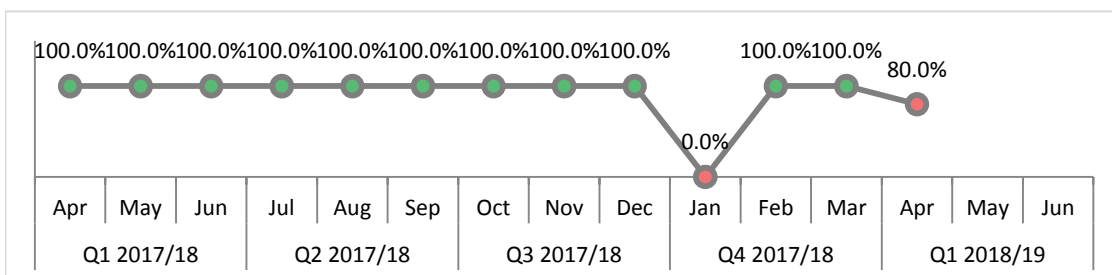 100.0% 100.0% 100.0% 100.0% 100.0% 100.0% 100.0% 100.0% 100.0% 0.0% 100.0% 100.0% 80.0%
Apr May Jun Jul Aug Sep Oct Nov Dec Jan Feb Mar Apr May Jun
Q1 2017/18 Q2 2017/18 Q3 2017/18 Q4 2017/18 Q1 2018/19